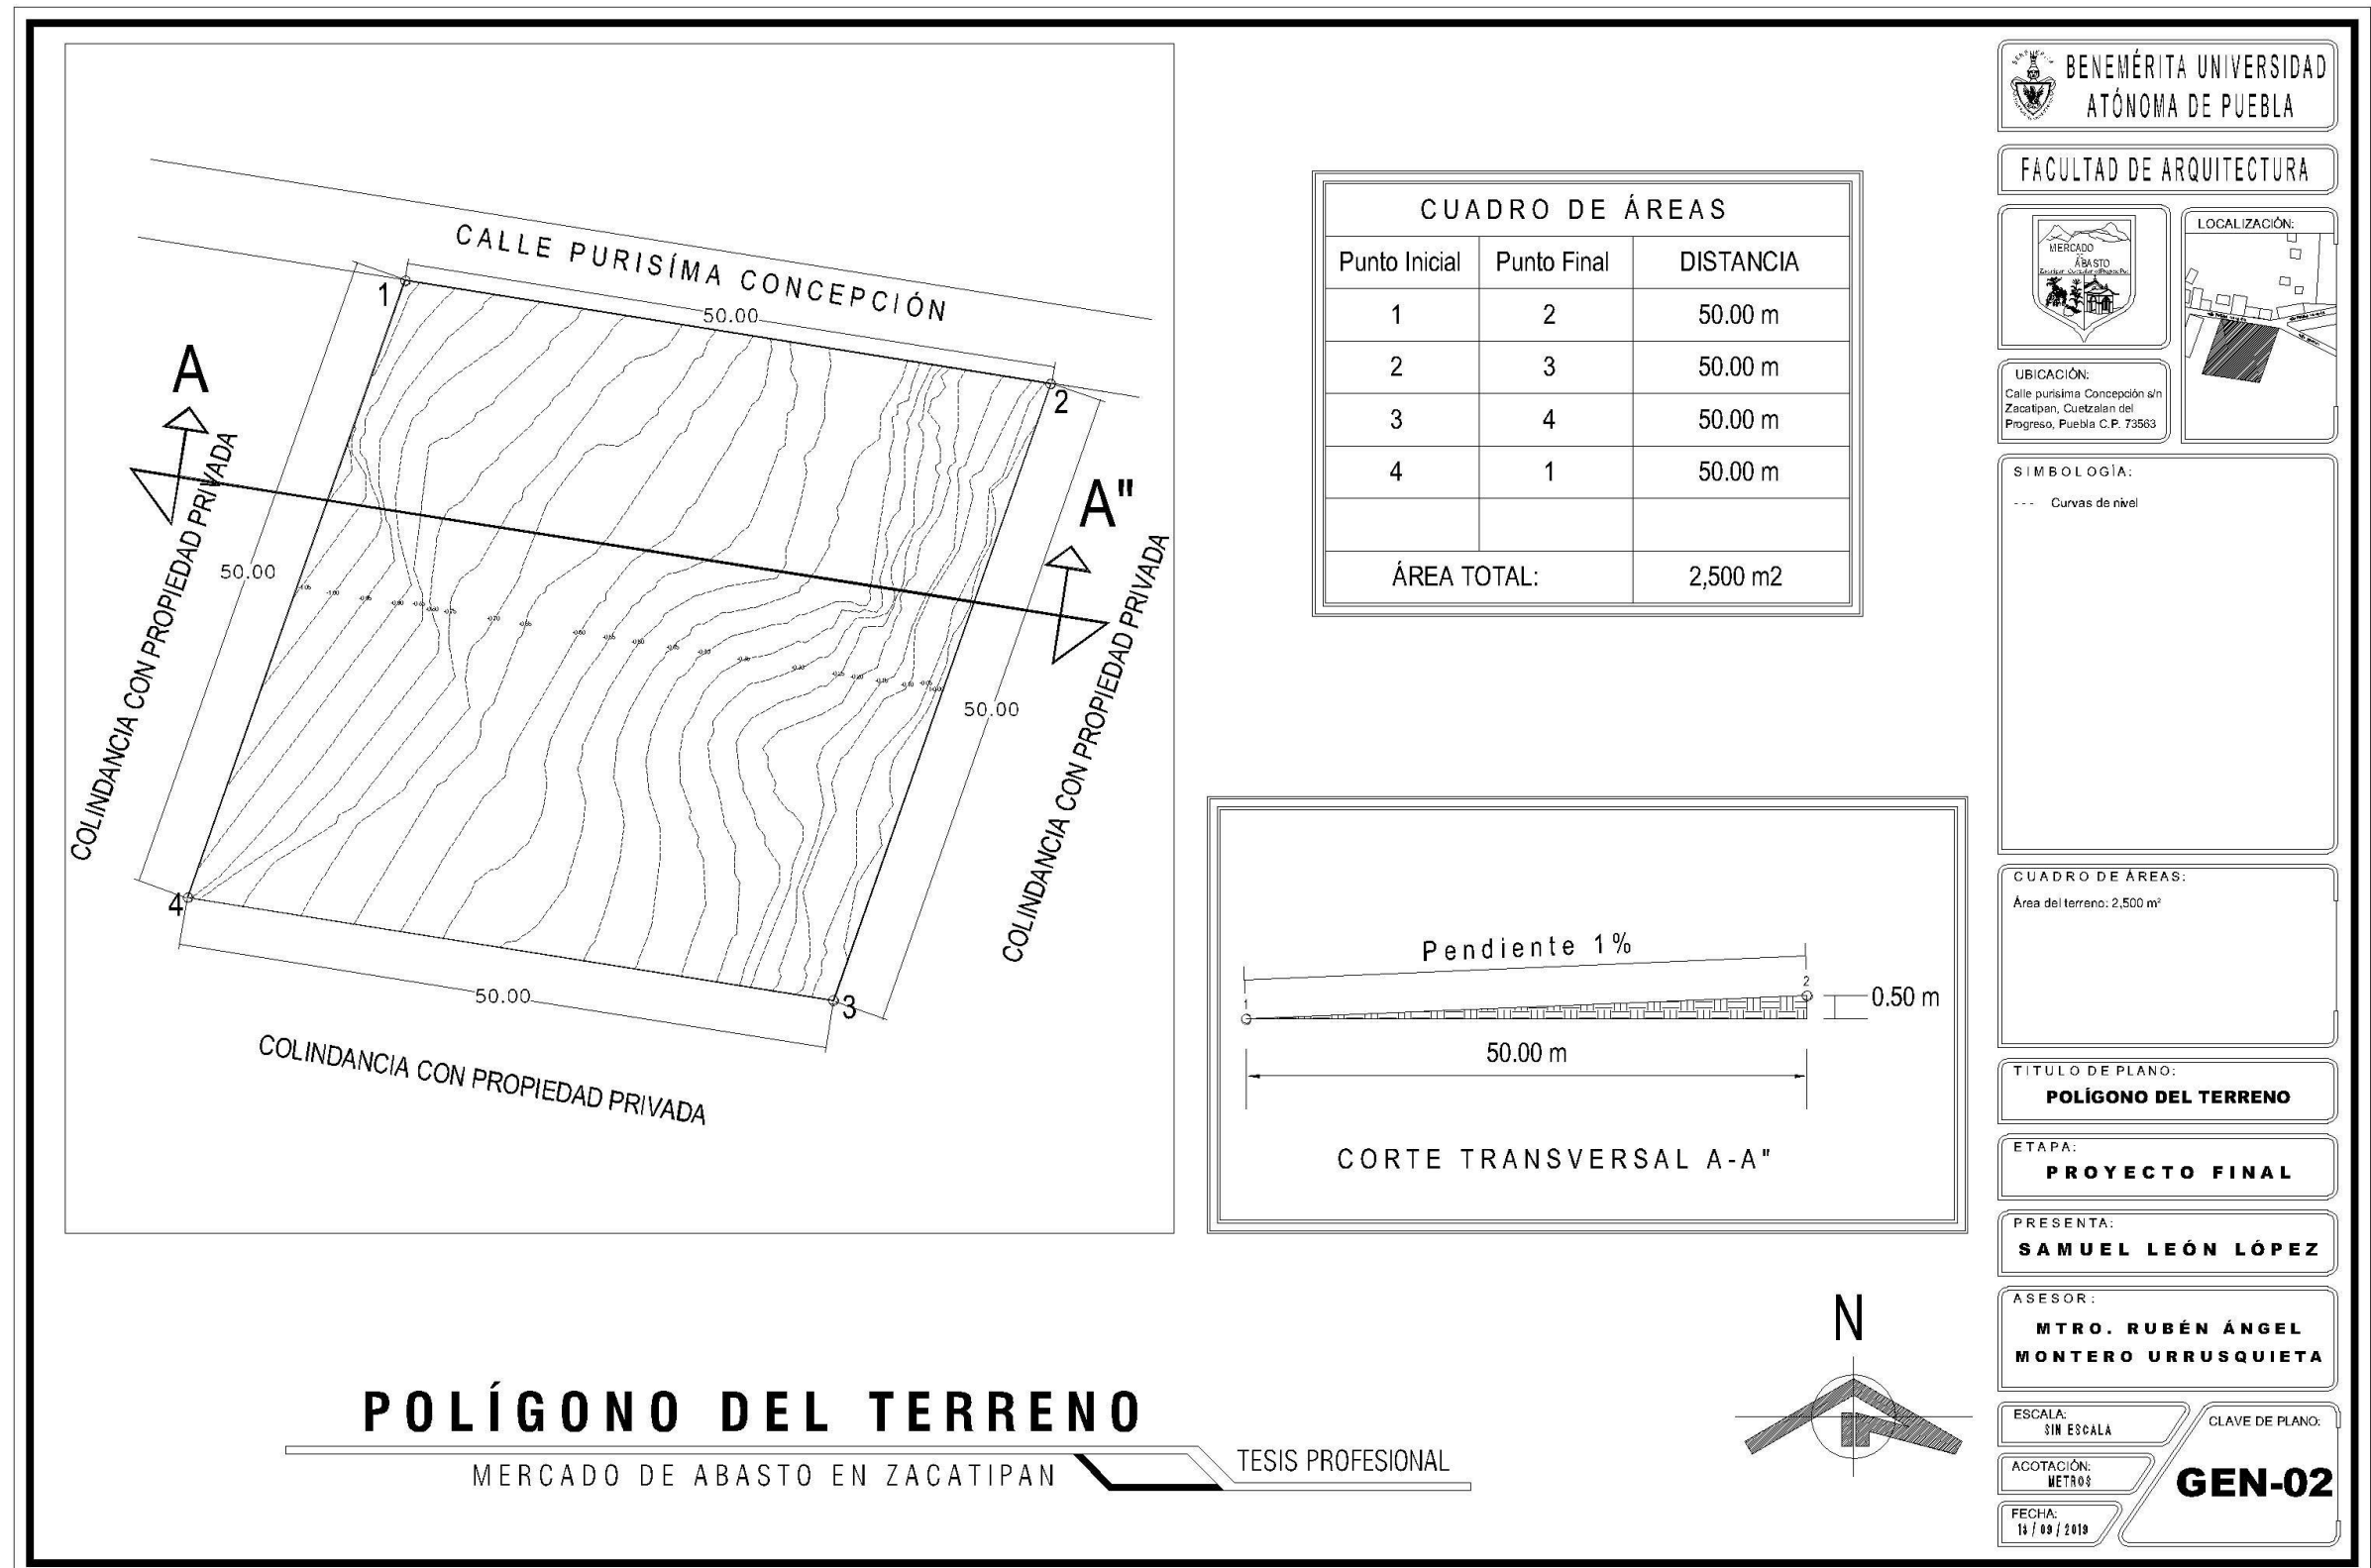 CALLE PURISÍMA CONCEPCIÓN
1
50.00
2
A
A"
COLINDANCIA CON PROPIEDAD PRIVADA
50.00
50.00
COLINDANCIA CON PROPIEDAD PRIVADA
4
50.00
3
COLINDANCIA CON PROPIEDAD PRIVADA
CUADRO DE ÁREAS
Punto Inicial Punto Final DISTANCIA
1 2 50.00 m
2 3 50.00 m
3 4 50.00 m
4 1 50.00 m
ÁREA TOTAL: 2,500 m2
Pendiente 1%
1
2
0.50 m
50.00 m
CORTE TRANSVERSAL A-A"
N
POLÍGONO DEL TERRENO
MERCADO DE ABASTO EN ZACATIPAN
TESIS PROFESIONAL
BENEMÉRITA UNIVERSIDAD
ATÓNOMA DE PUEBLA
FACULTAD DE ARQUITECTURA
MERCADO
ABASTO
LOCALIZACIÓN:
UBICACIÓN:
Calle purisima Concepción s/n
Zacatipan, Cuetzalan del
Progreso, Puebla C.P. 73563
SIMBOLOGÌA:
--- Curvas de nivel
CUADRO DE ÁREAS:
Área del terreno: 2,500 m²
TITULO DE PLANO:
POLÍGONO DEL TERRENO
ETAPA:
PROYECTO FINAL
PRESENTA:
SAMUEL LEÓN LÓPEZ
ASESOR:
MTRO. RUBÉN ÁNGEL
MONTERO URRUSQUIETA
ESCALA:
SIN ESCALA
ACOTACIÓN:
METROS
FECHA:
/ 09 / 2019
CLAVE DE PLANO:
GEN-02